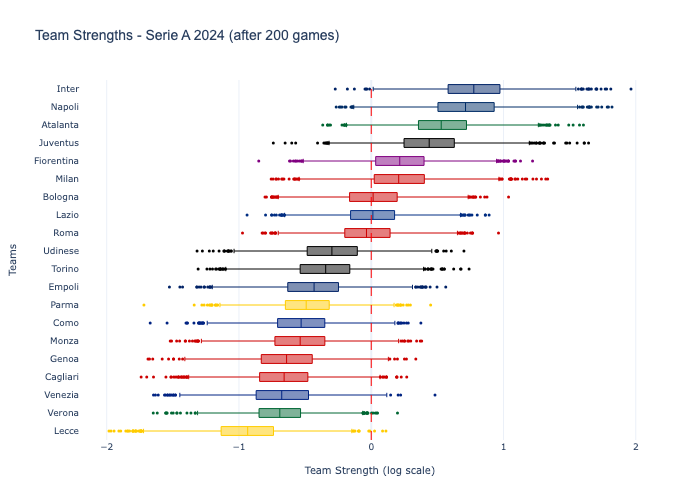 Team Strengths - Serie A 2024 (after 200 games)
Inter
Napoli
Atalanta
Juventus
Fiorentina
Milan
Bologna
Lazio
Roma
Udinese
Torino
Empoli
Parma
Como
Monza
Genoa
Cagliari
Venezia
Verona
Lecce
Teams
−2 −1 0 1 2
Team Strength (log scale)